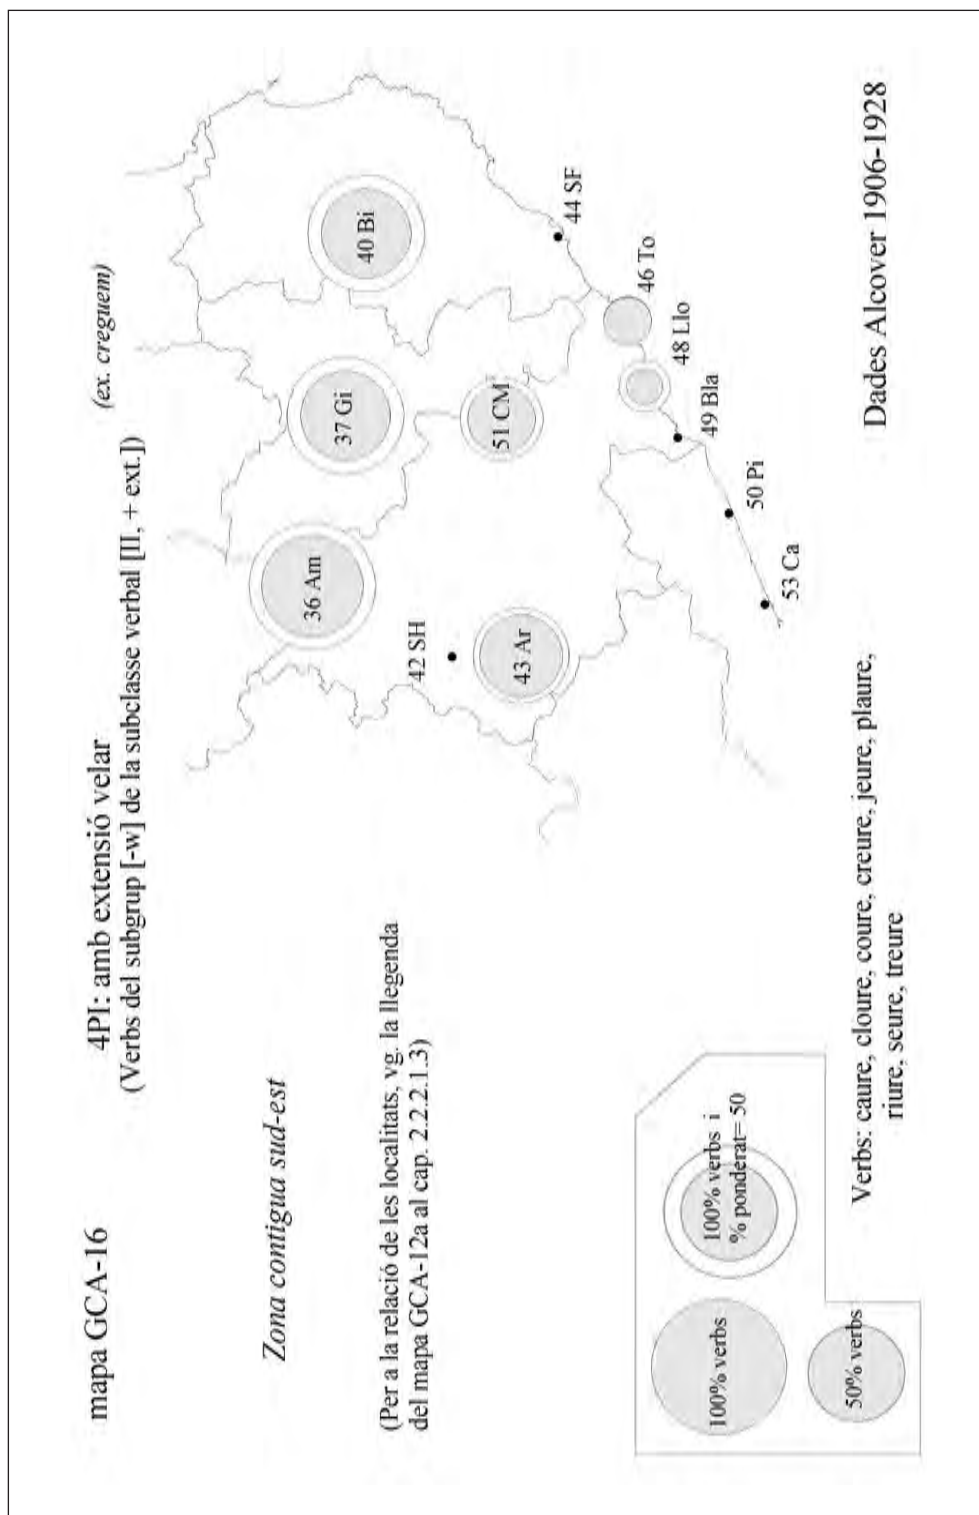 mapa GCA-16
4PI: amb extensió velar
(ex. creguem)
(Verbs del subgrup [-w] de la subclasse verbal [II, + ext.])
Zona contigua sud-est
(Per a la relació de les localitats, vg. la llegenda
del mapa GCA-12a al cap. 2.2.2.1.3)
36 Am
37 Gi
40 Bi
42 SH
43 Ar
51 CM
44 SF
46 To
48 Llo
49 Bla
50 Pi
53 Ca
100% verbs
100% verbs i
% ponderat= 50
50% verbs
Verbs: caure, cloure, coure, creure, jeure, plaure,
riure, seure, treure
Dades Alcover 1906-1928